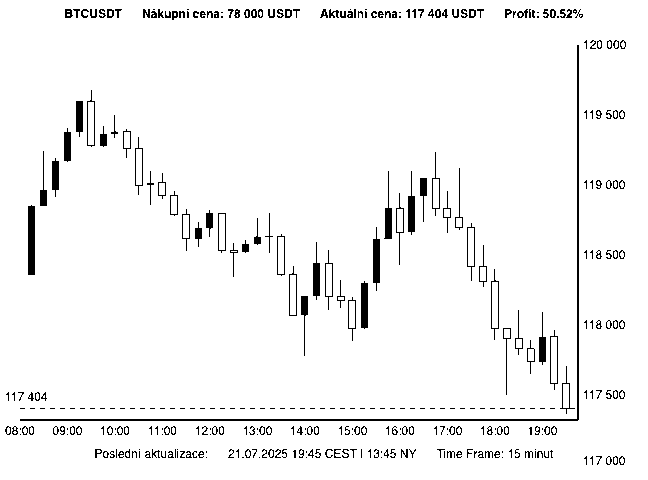 BTCUSDT Nákupní cena: 78 000 USDT Aktuální cena: 117 404 USDT Profit: 50.52%
120 000
119 500
119 000
118 500
118 000
117 500
117 404
08:00 09:00 10:00 11:00 12:00 13:00 14:00 15:00 16:00 17:00 18:00 19:00
Poslední aktualizace: 21.07.2025 19:45 CEST | 13:45 NY Time Frame: 15 minut
117 000